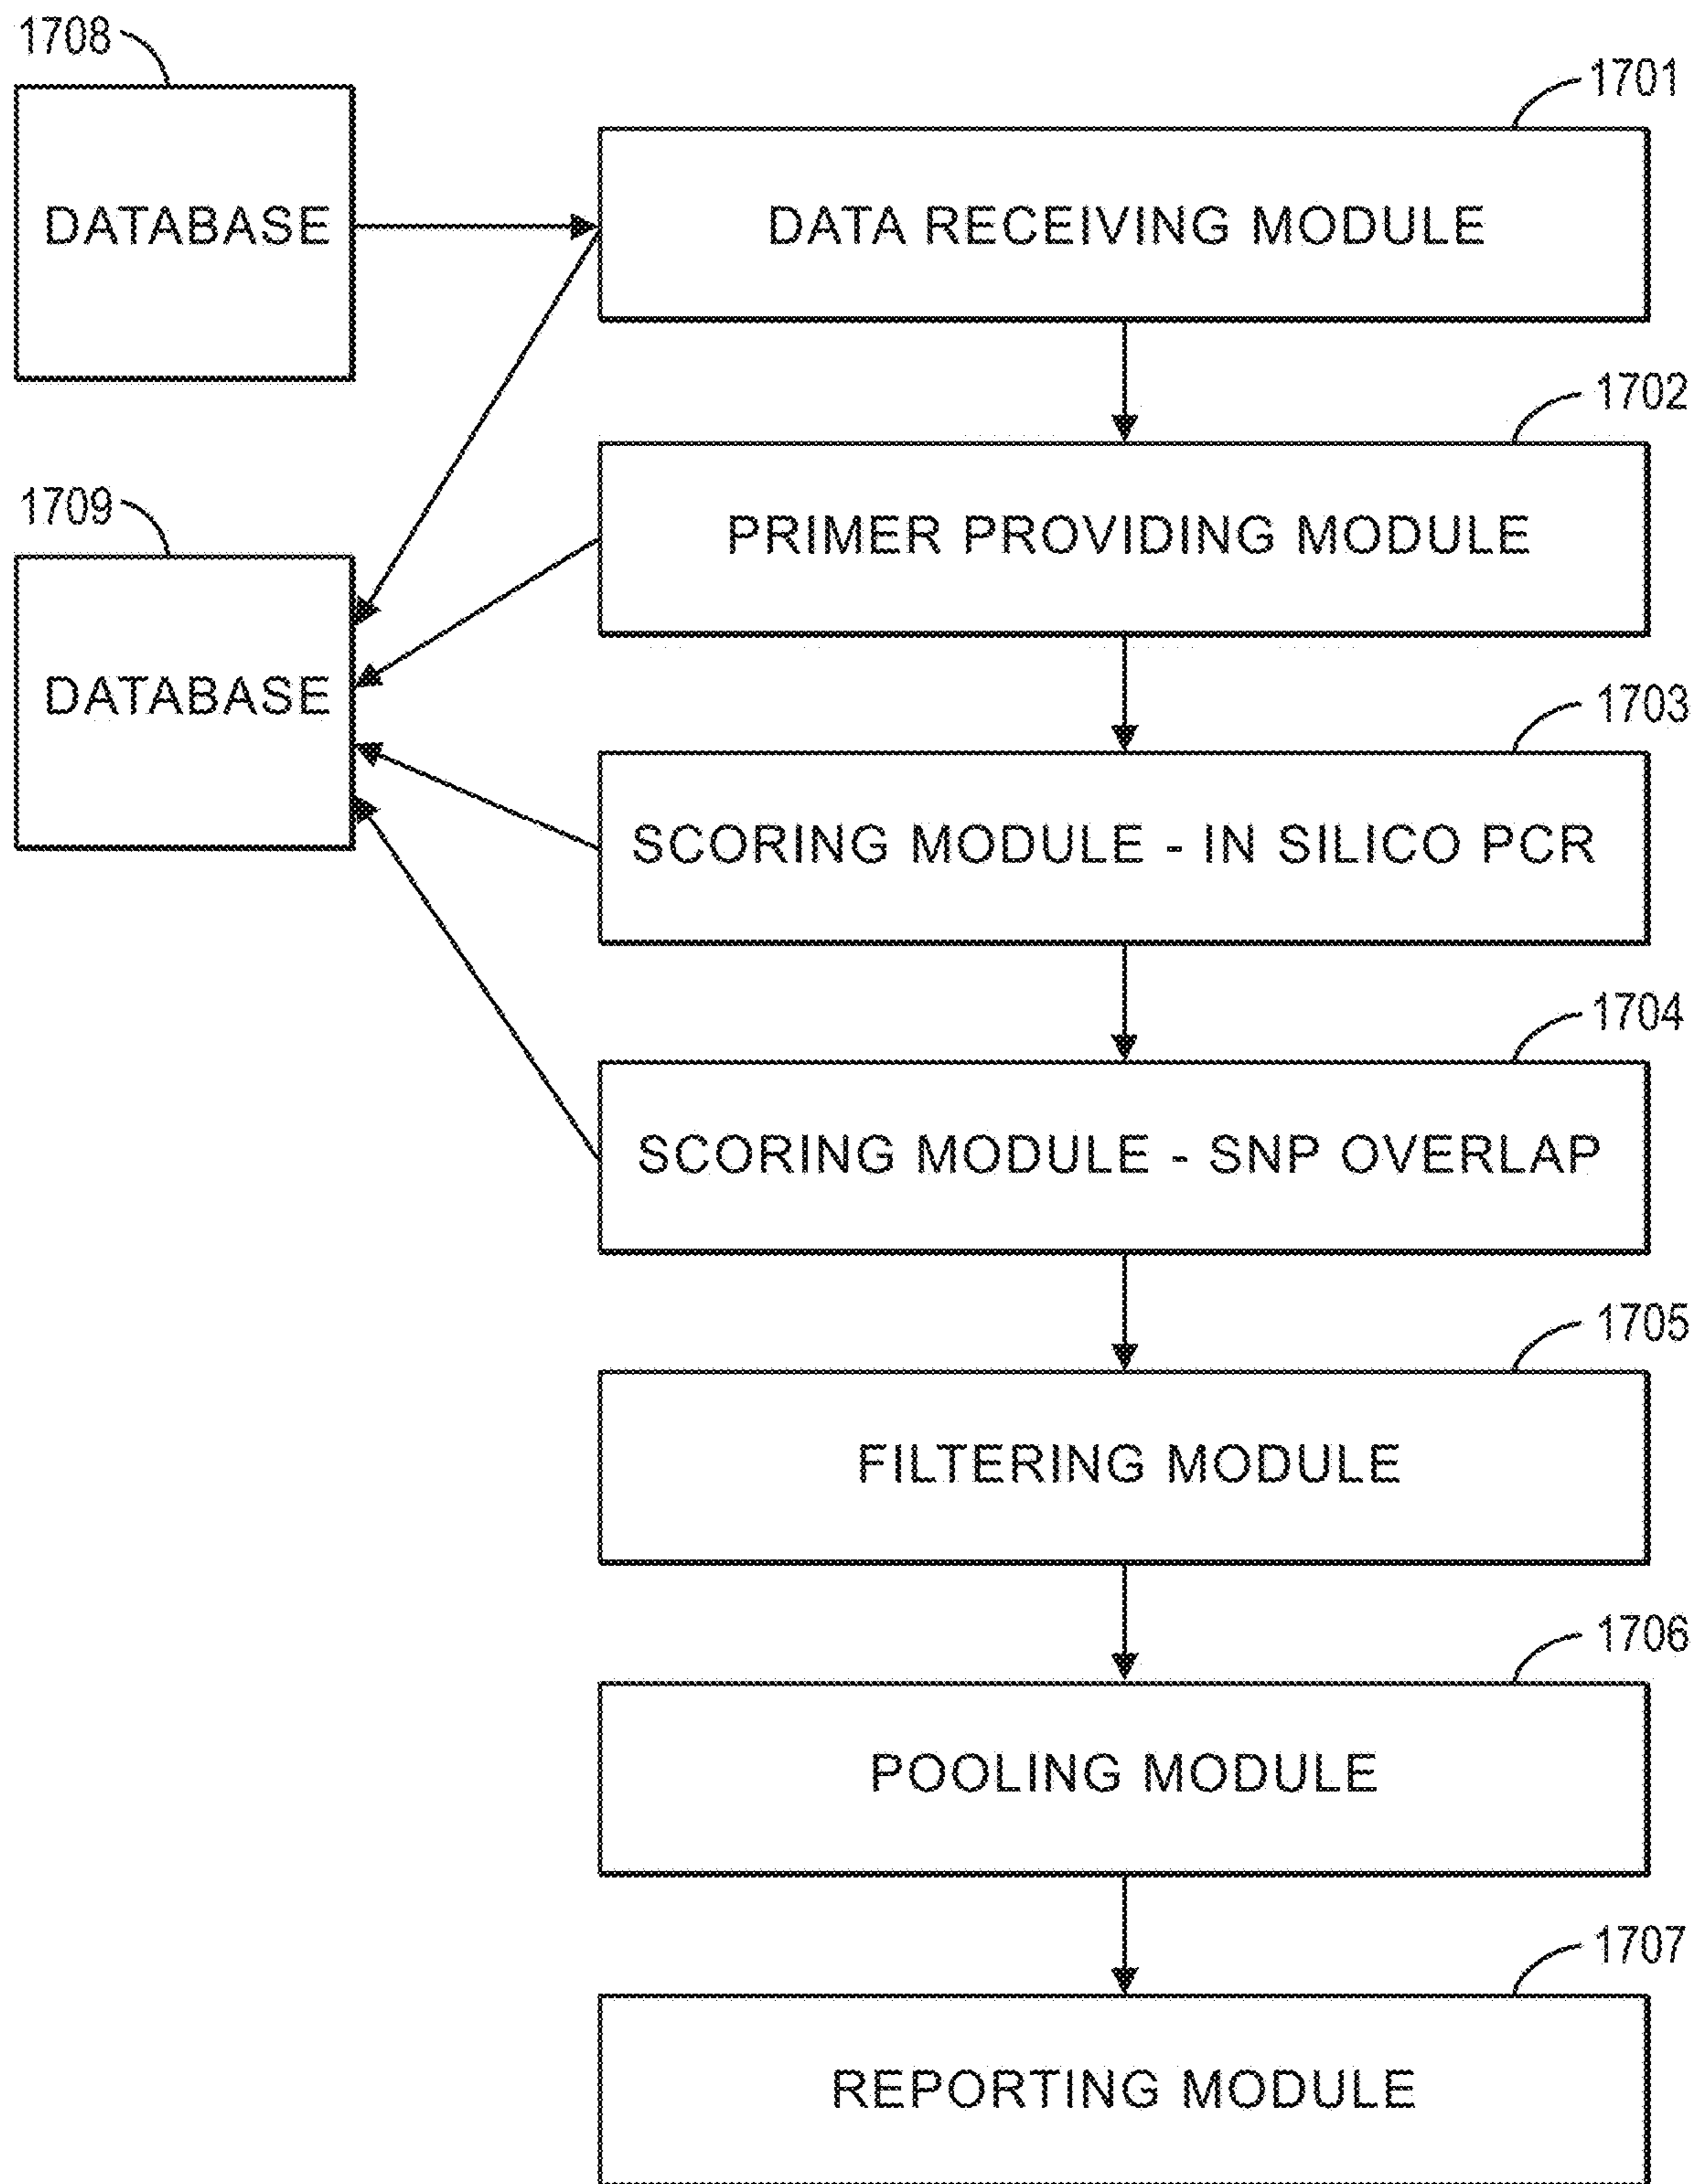 1708
1701
DATABASE
DATA RECEIVING MODULE
1702
1709
PRIMER PROVIDING MODULE
DATABASE
1703
SCORING MODULE - IN SILICO PCR
1704
SCORING MODULE - SNP OVERLAP
1705
FILTERING MODULE
1706
POOLING MODULE
1707
REPORTING MODULE